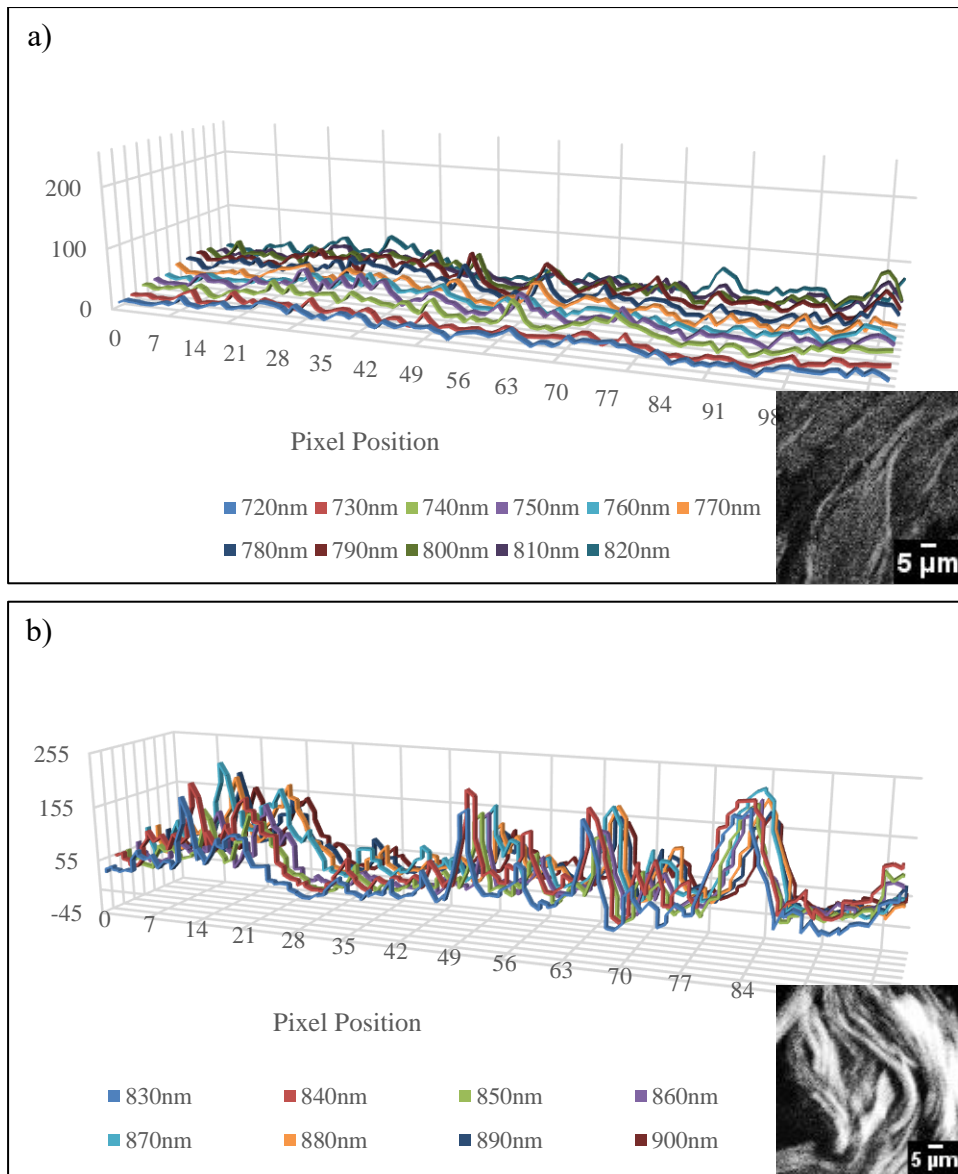 a)
200
100
0
0 7 14 21 28 35 42 49 56 63 70 77 84 91 98
Pixel Position
720nm 730nm 740nm 750nm 760nm 770nm
780nm 790nm 800nm 810nm 820nm
5 µm
b)
255
155
55
-45
0 7 14 21 28 35 42 49 56 63 70 77 84
Pixel Position
830nm 840nm 850nm 860nm
870nm 880nm 890nm 900nm
5 µm